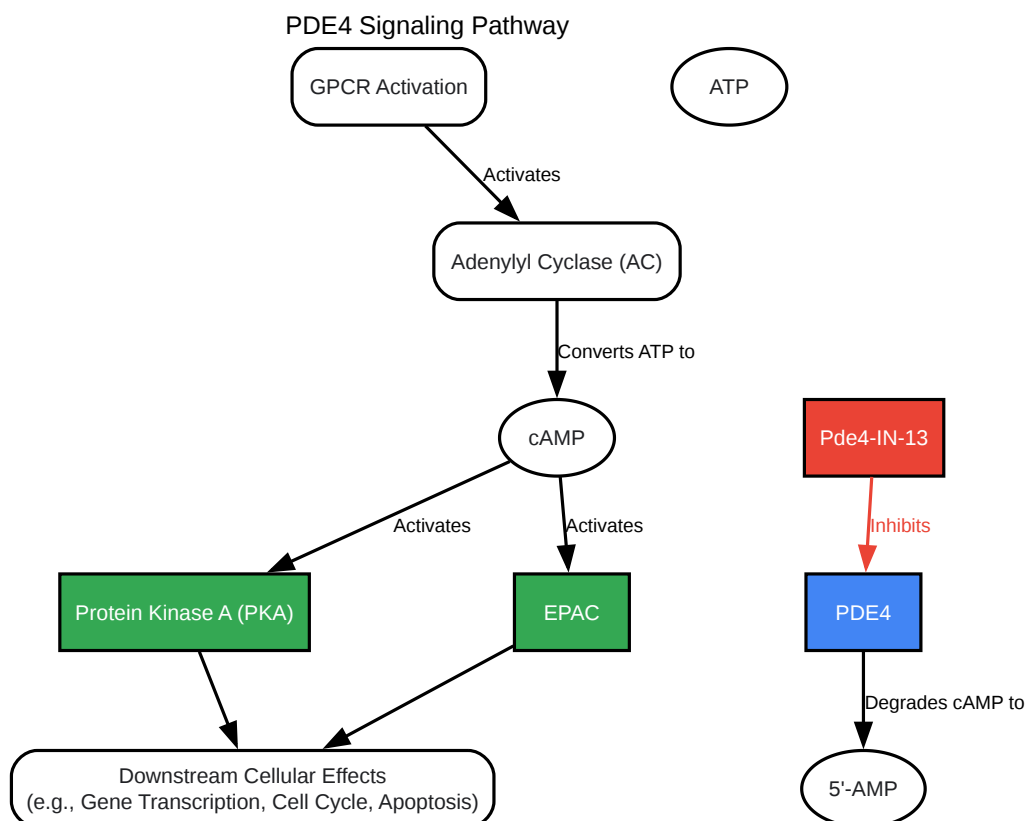 PDE4 Signaling Pathway
GPCR Activation
ATP
Activates
Adenylyl Cyclase (AC)
Converts ATP to
cAMP
Pde4-IN-13
Activates
Activates
Inhibits
Protein Kinase A (PKA)
EPAC
PDE4
Degrades cAMP to
Downstream Cellular Effects
(e.g., Gene Transcription, Cell Cycle, Apoptosis)
5'-AMP